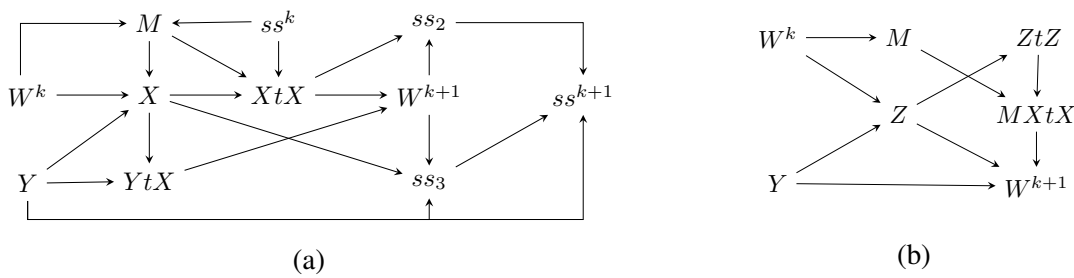 M ss^k ss_2
W^k X XtX W^{k+1} ss^{k+1}
Y YtX ss_3
(a)
W^k M ZtZ
Z MXtX
Y W^{k+1}
(b)